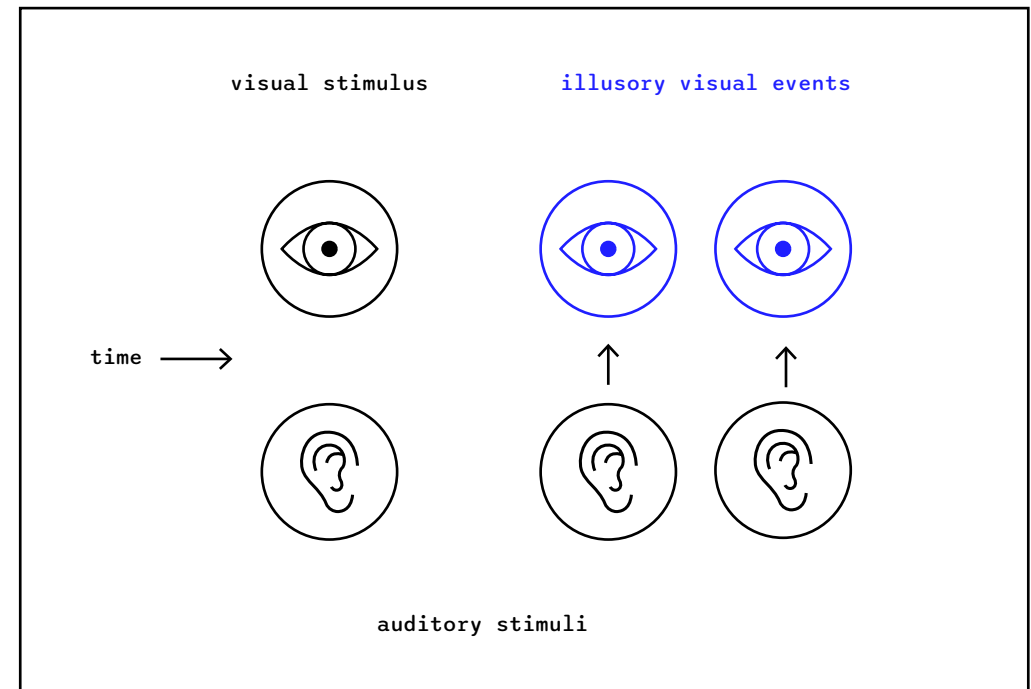 visual stimulus
illusory visual events
time
auditory stimuli